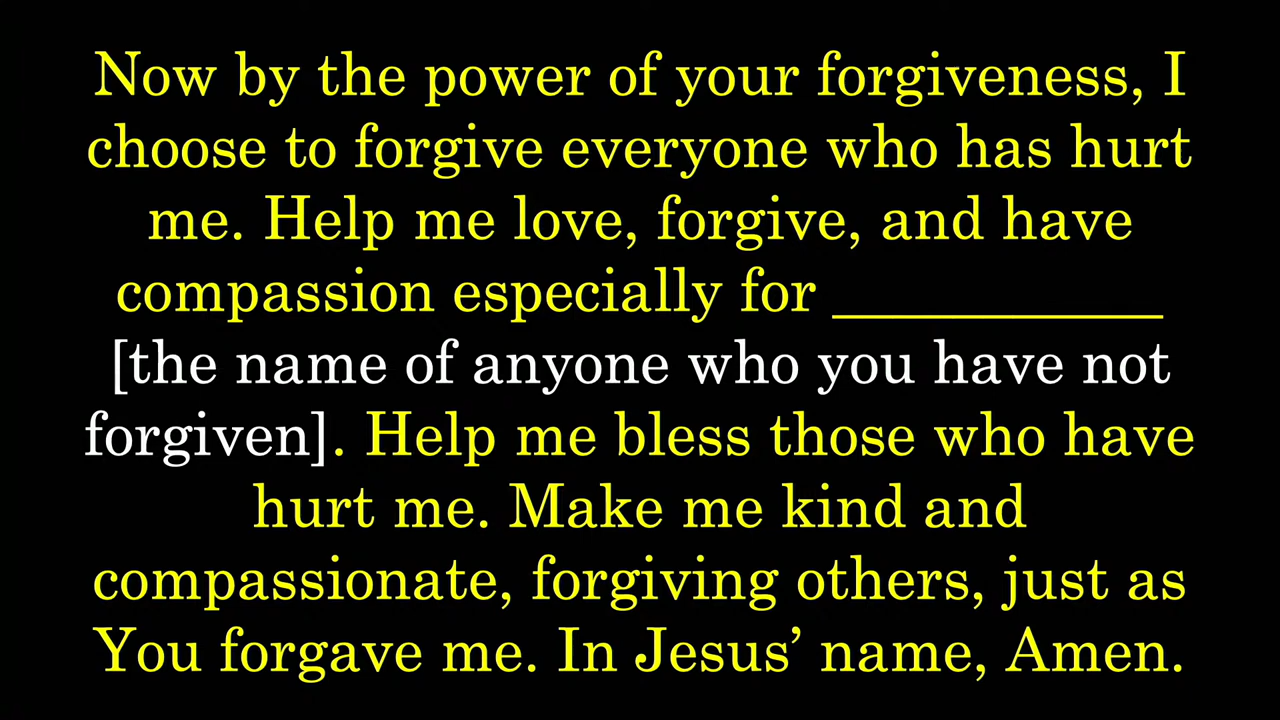 Now by the power of your forgiveness, I
choose to forgive everyone who has hurt
me. Help me love, forgive, and have
compassion especially for ___________
[the name of anyone who you have not
forgiven]. Help me bless those who have
hurt me. Make me kind and
compassionate, forgiving others, just as
You forgave me. In Jesus’ name, Amen.